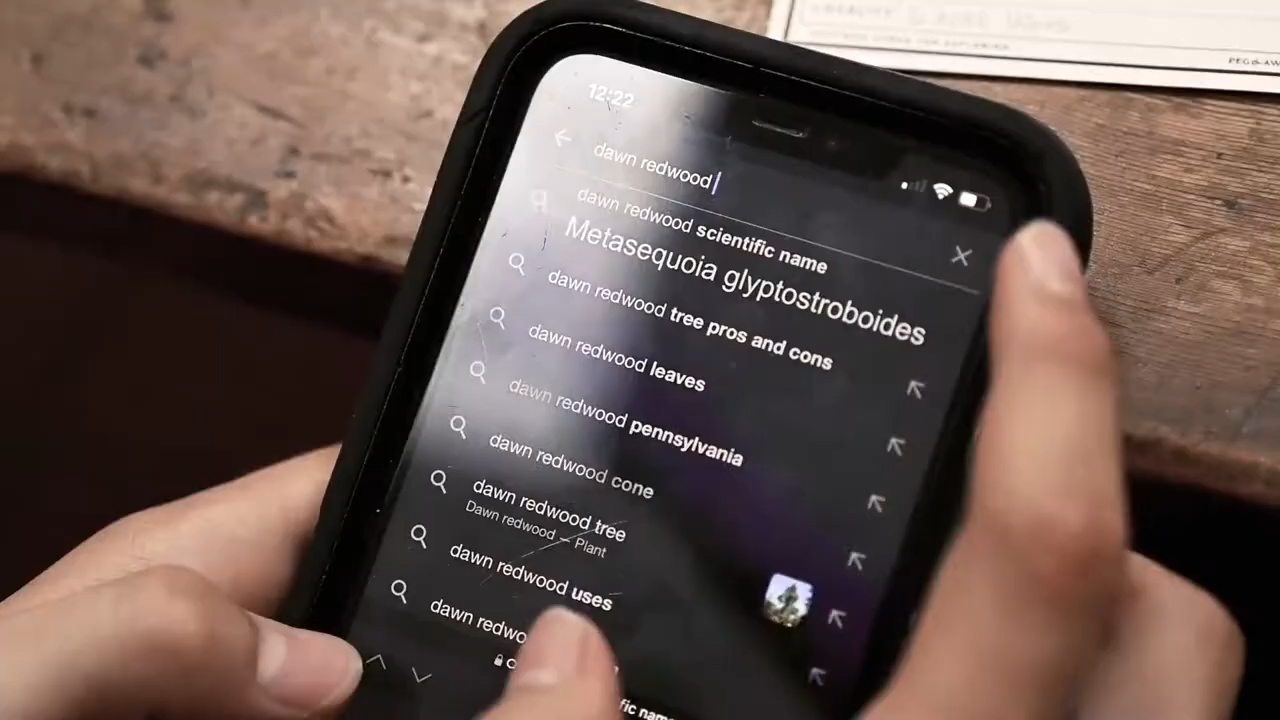 12:22
dawn redwood
dawn redwood scientific name
Metasequoia glyptostroboides
dawn redwood tree pros and cons
dawn redwood leaves
dawn redwood pennsylvania
dawn redwood cone
dawn redwood tree
Dawn redwood — Plant
dawn redwood uses
dawn